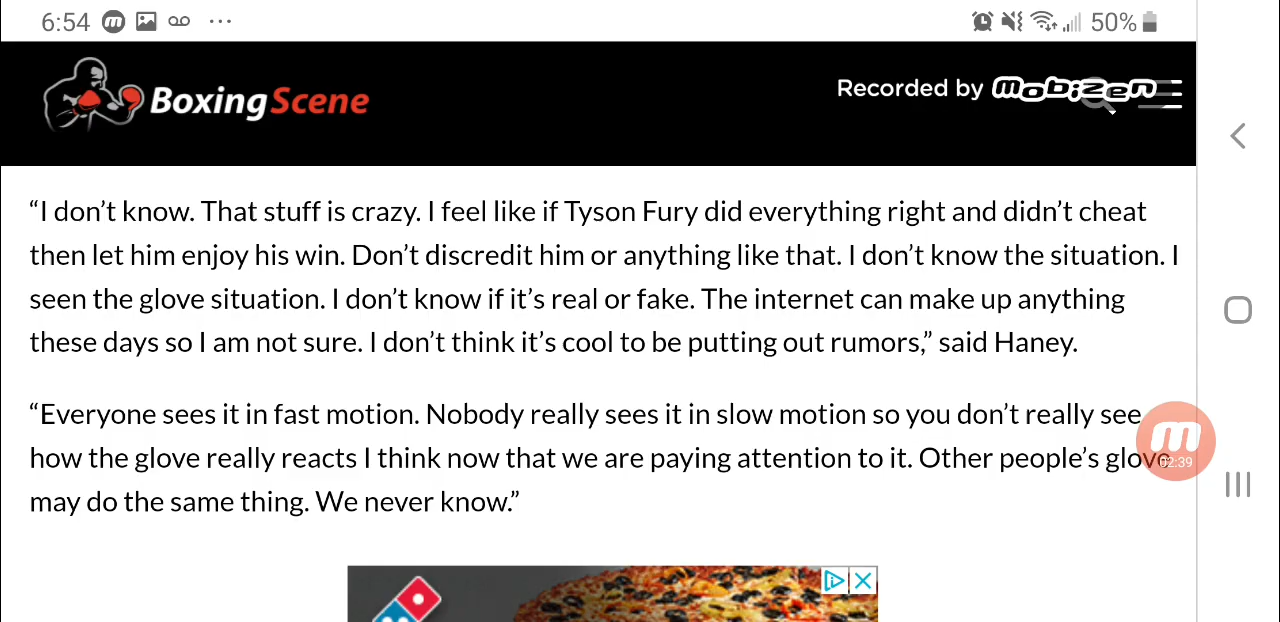 6:54 ... 50%
BoxingScene
Recorded by mobizen
“I don’t know. That stuff is crazy. I feel like if Tyson Fury did everything right and didn’t cheat
then let him enjoy his win. Don’t discredit him or anything like that. I don’t know the situation. I
seen the glove situation. I don’t know if it’s real or fake. The internet can make up anything
these days so I am not sure. I don’t think it’s cool to be putting out rumors,” said Haney.
“Everyone sees it in fast motion. Nobody really sees it in slow motion so you don’t really see
how the glove really reacts I think now that we are paying attention to it. Other people’s glove
02:39
may do the same thing. We never know.”